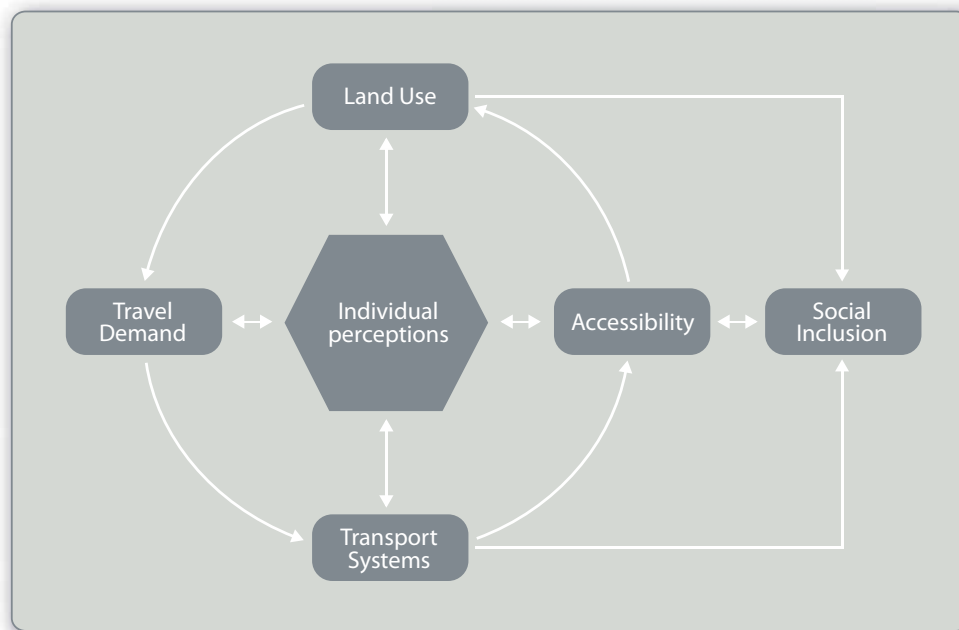 Land Use
Travel
Demand
Individual
perceptions
Accessibility
Social
Inclusion
Transport
Systems